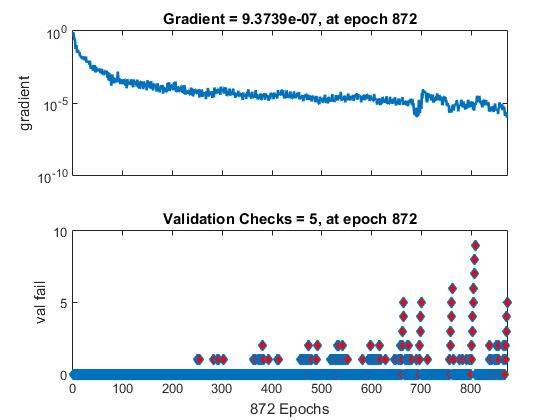 Gradient = 9.3739e-07, at epoch 872
10^0
10^-5
10^-10
gradient
Validation Checks = 5, at epoch 872
10
5
0
val fail
0 100 200 300 400 500 600 700 800
872 Epochs